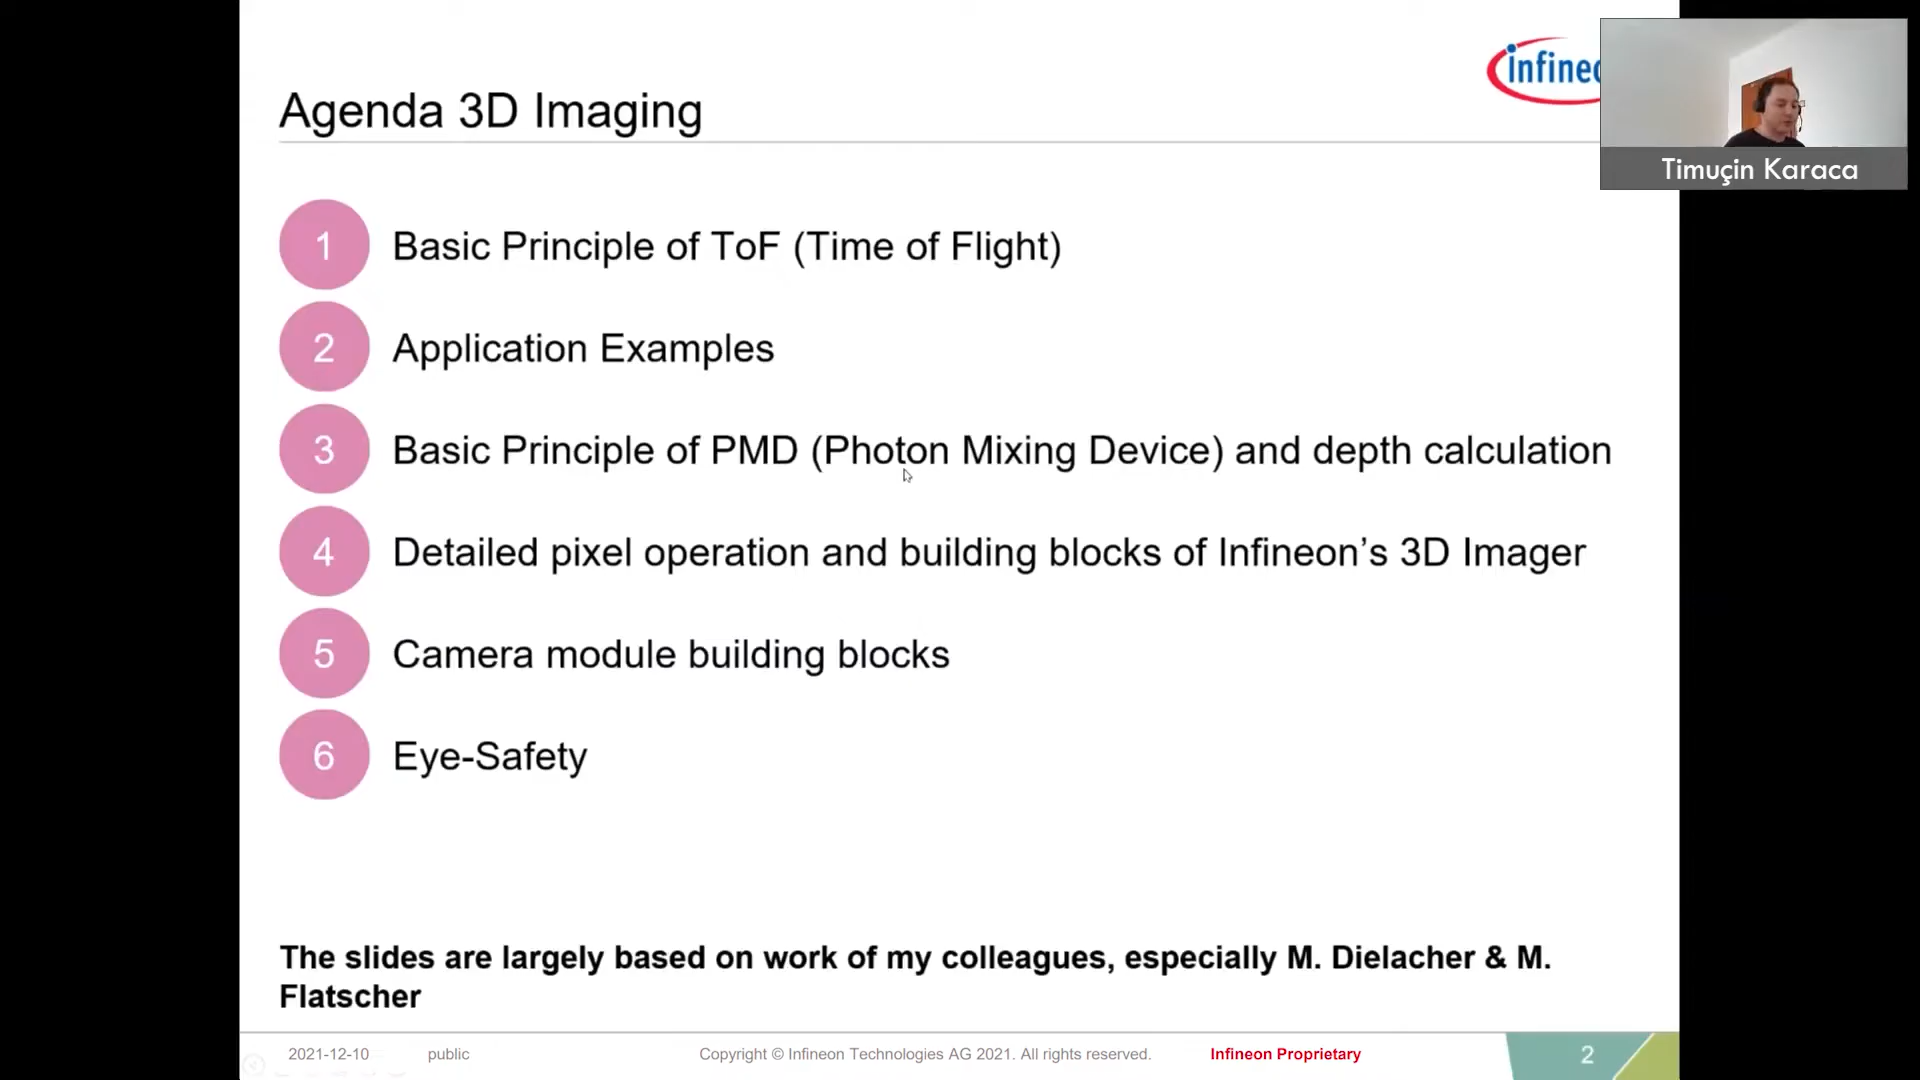 Agenda 3D Imaging
infineo
Timuçin Karaca
1 Basic Principle of ToF (Time of Flight)
2 Application Examples
3 Basic Principle of PMD (Photon Mixing Device) and depth calculation
4 Detailed pixel operation and building blocks of Infineon’s 3D Imager
5 Camera module building blocks
6 Eye-Safety
The slides are largely based on work of my colleagues, especially M. Dielacher & M.
Flatscher
2021-12-10 public Copyright © Infineon Technologies AG 2021. All rights reserved. Infineon Proprietary 2